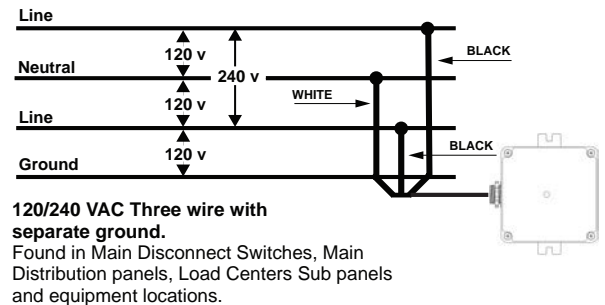 Line
120 v
BLACK
Neutral
240 v
WHITE
120 v
Line
BLACK
120 v
Ground
120/240 VAC Three wire with
separate ground.
Found in Main Disconnect Switches, Main
Distribution panels, Load Centers Sub panels
and equipment locations.